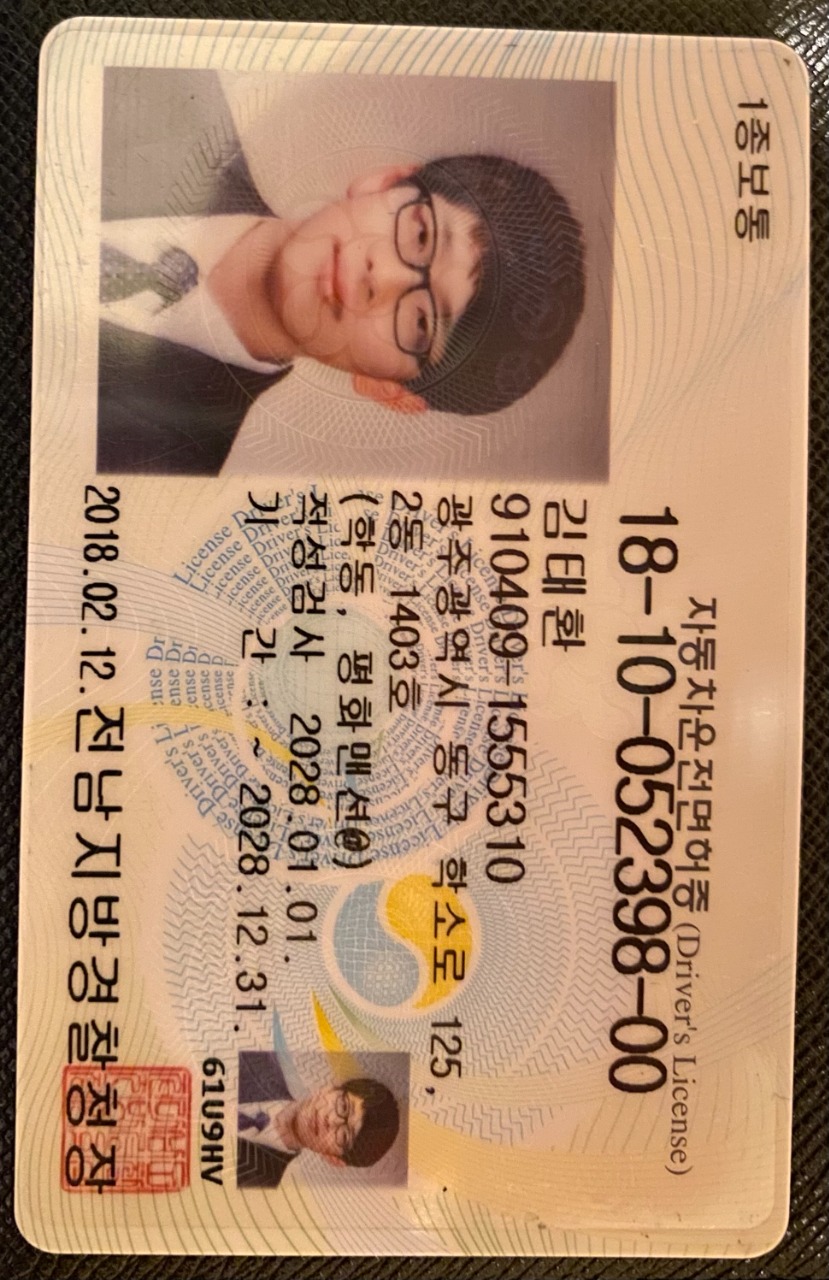 1종보통
자동차운전면허증 (Driver's License)
18-10-052398-00
김태환
910409-1555310
광주광역시 동구 학소로 125,
2동 1403호
(학동, 평화맨션@)
적성검사 2028.01.01.
기 간 : ~ 2028.12.31.
61U9HV
2018.02.12. 전남지방경찰청장